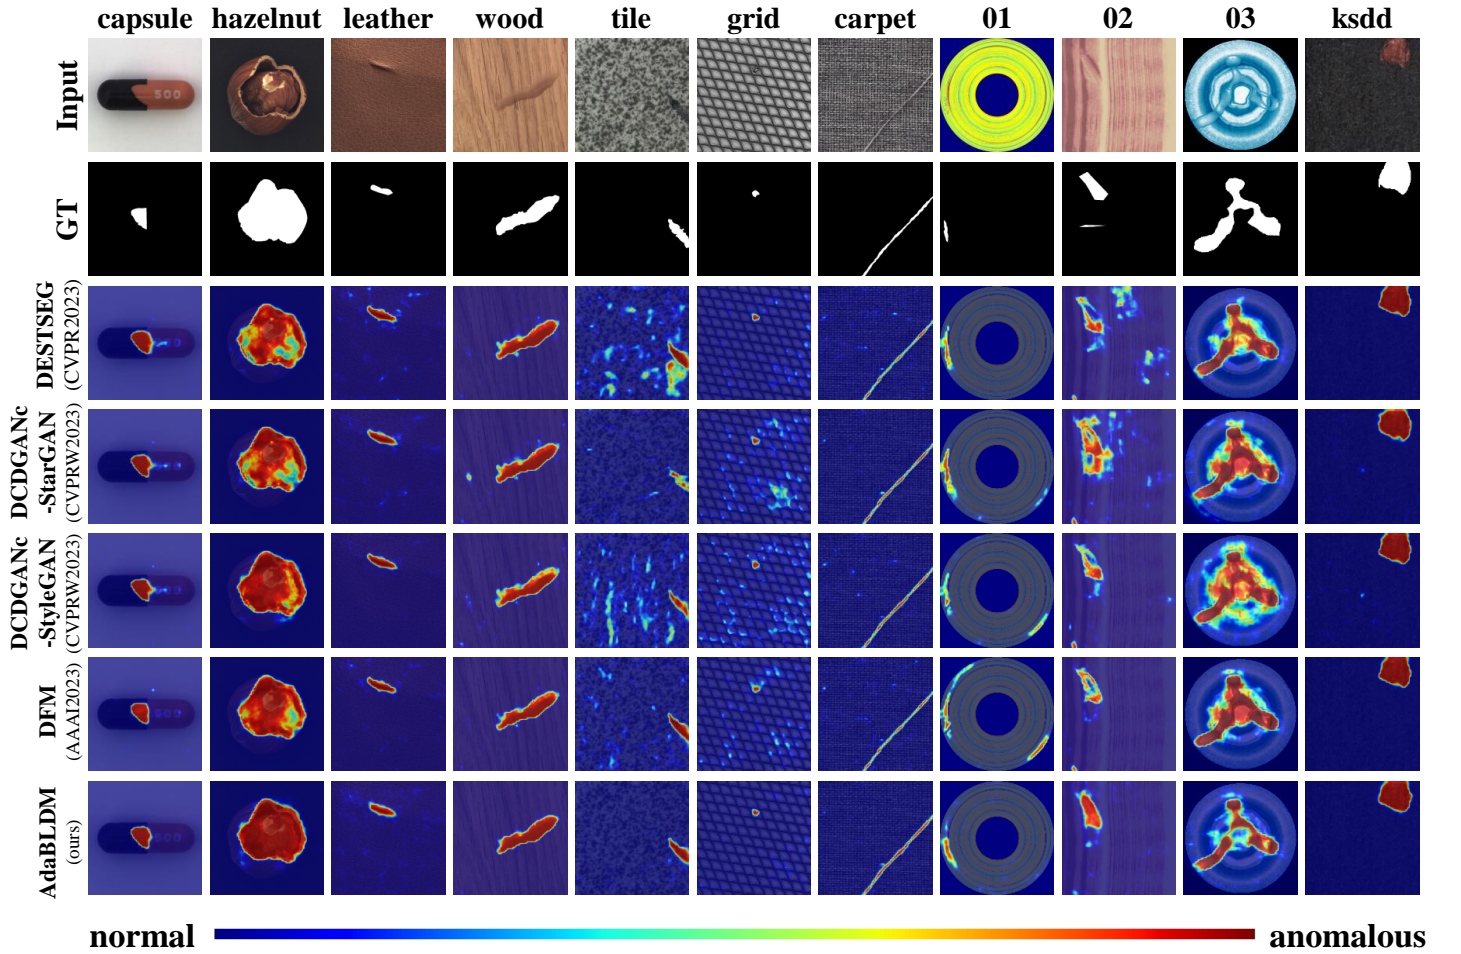 capsule hazelnut leather wood tile grid carpet 01 02 03 ksdd
Input
500
GT
DESTSEG
(CVPR2023)
DCDGANc
-StarGAN
(CVPRW2023)
DCDGANc
-StyleGAN
(CVPRW2023)
DFM
(AAAI2023)
AdaBLDM
(ours)
normal anomalous